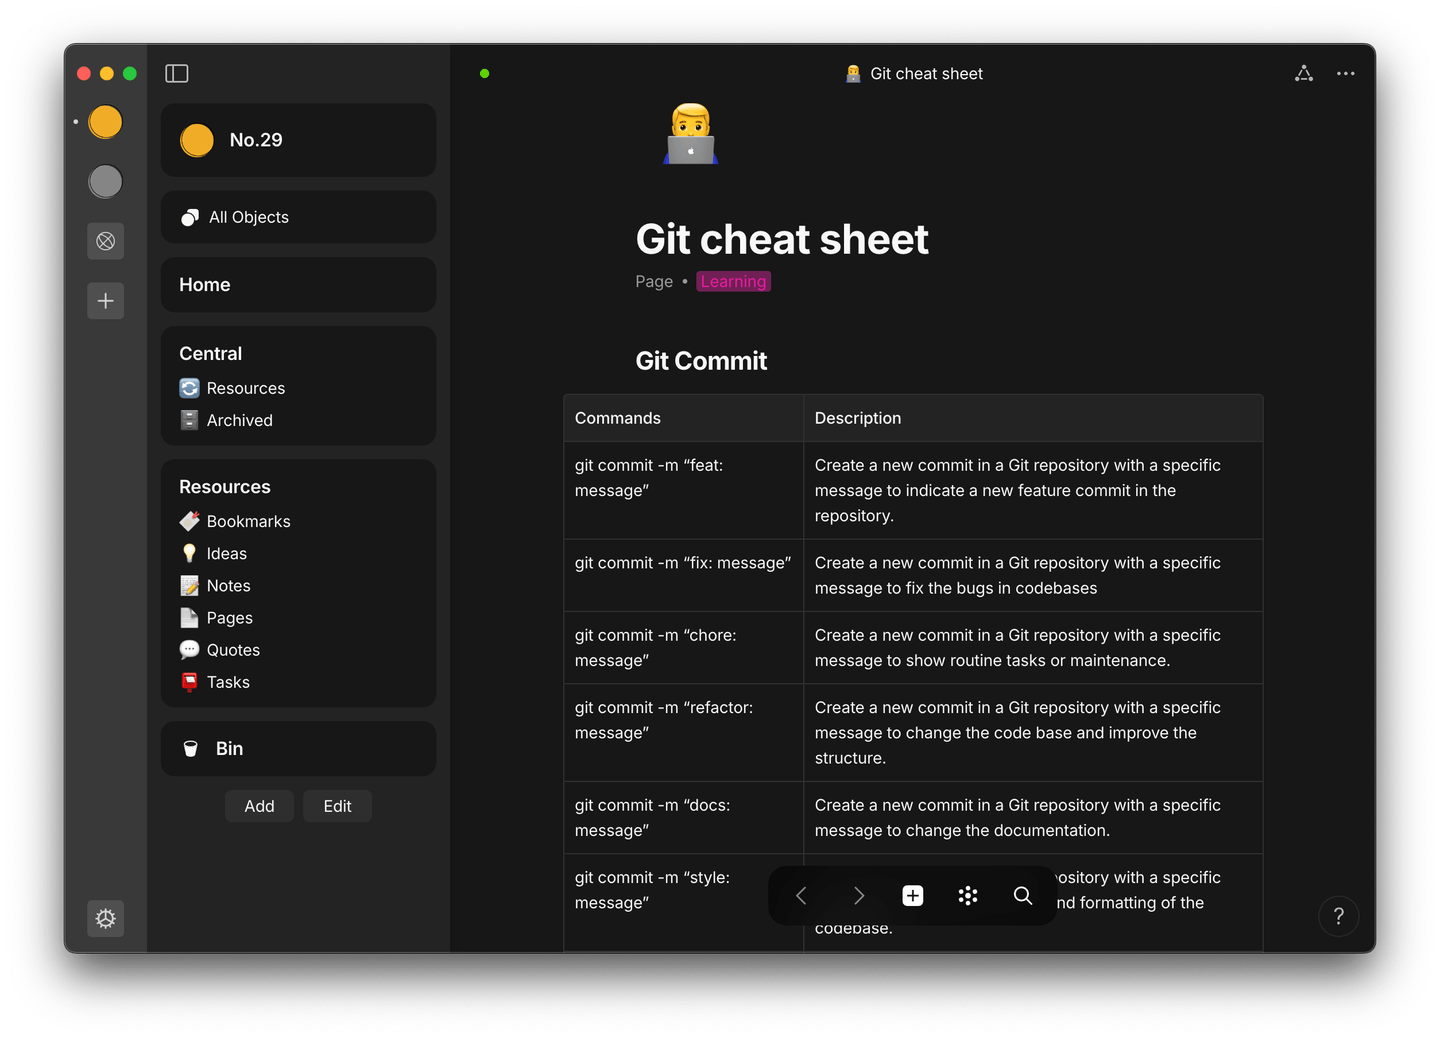 Git cheat sheet
No.29
All Objects
Home
Central
Resources
Archived
Resources
Bookmarks
Ideas
Notes
Pages
Quotes
Tasks
Bin
Add
Edit
Git cheat sheet
Page • Learning
Git Commit
Commands
Description
git commit -m “feat:
message”
Create a new commit in a Git repository with a specific
message to indicate a new feature commit in the
repository.
git commit -m “fix: message”
Create a new commit in a Git repository with a specific
message to fix the bugs in codebases
git commit -m “chore:
message”
Create a new commit in a Git repository with a specific
message to show routine tasks or maintenance.
git commit -m “refactor:
message”
Create a new commit in a Git repository with a specific
message to change the code base and improve the
structure.
git commit -m “docs:
message”
Create a new commit in a Git repository with a specific
message to change the documentation.
git commit -m “style:
message”
with a specific
formatting of the
codebase.
?